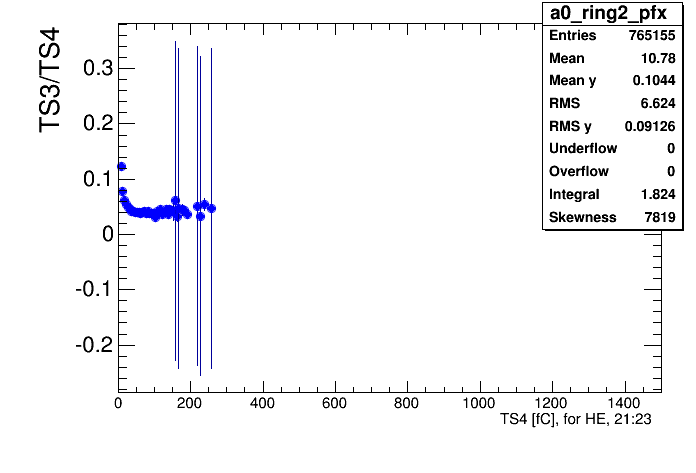 a0_ring2_pfx
Entries 765155
Mean 10.78
Mean y 0.1044
RMS 6.624
RMS y 0.09126
Underflow 0
Overflow 0
Integral 1.824
Skewness 7819
TS3/TS4
0.3
0.2
0.1
0
-0.1
-0.2
0 200 400 600 800 1000 1200 1400
TS4 [fC], for HE, 21:23